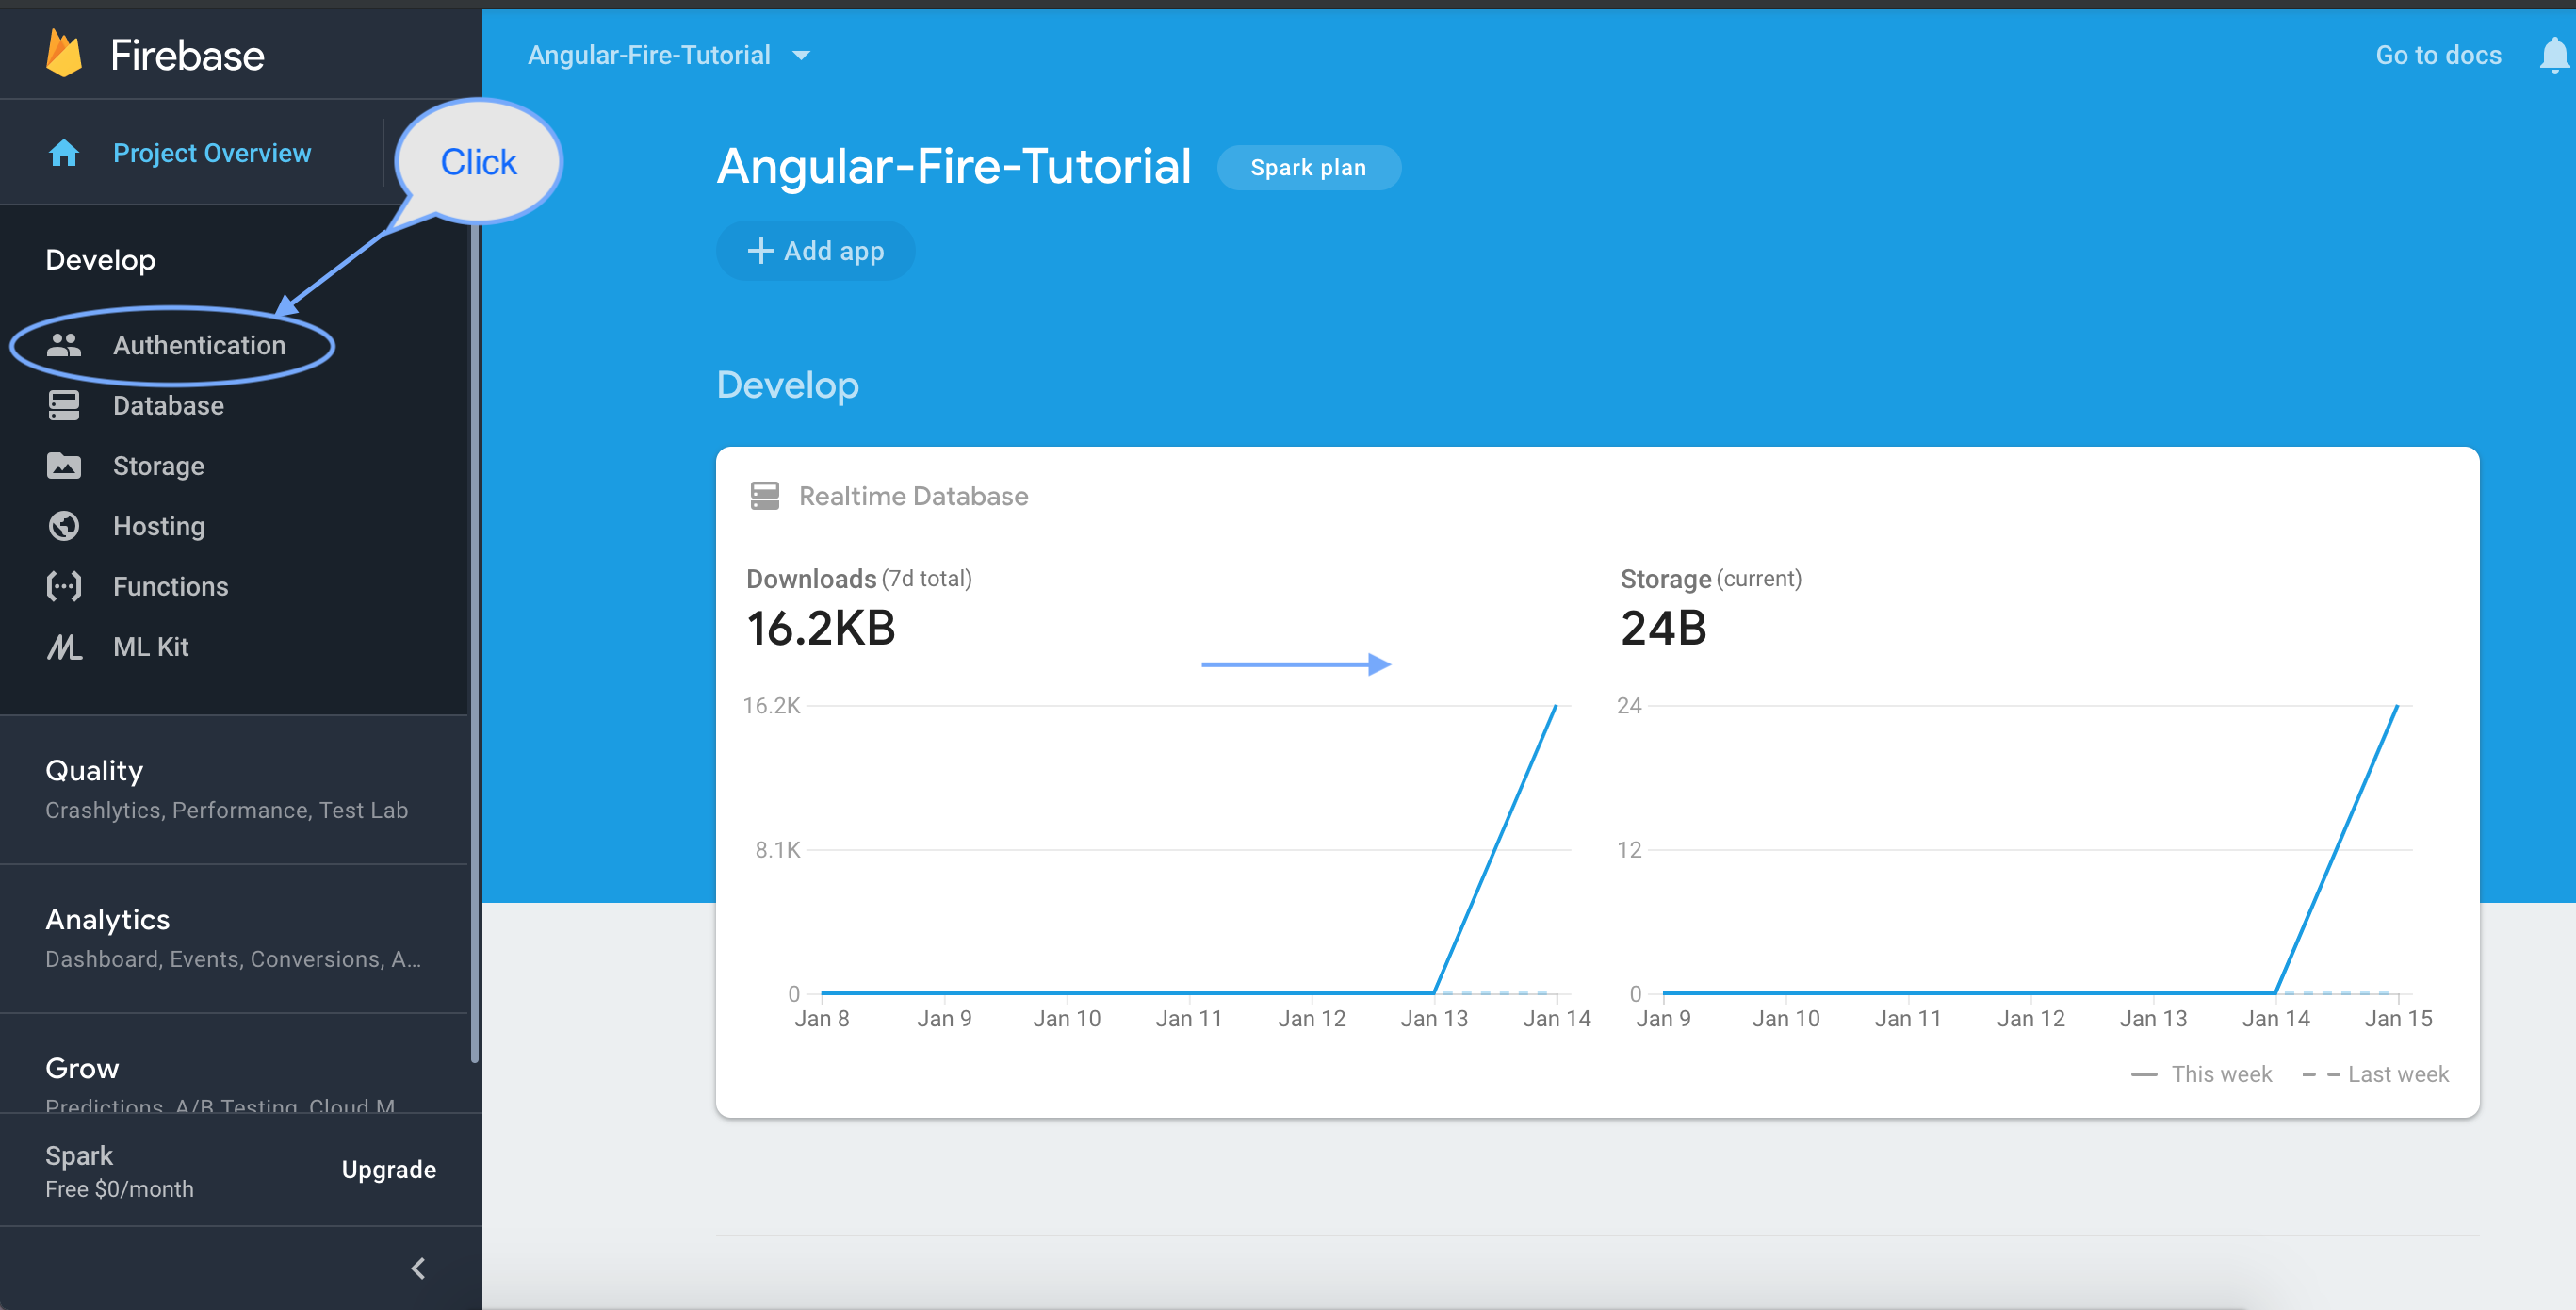 Firebase
Project Overview
Click
Develop
Authentication
Database
Storage
Hosting
Functions
ML Kit
Quality
Crashlytics, Performance, Test Lab
Analytics
Dashboard, Events, Conversions, A...
Grow
Predictions, A/B Testing, Cloud M
Spark
Free $0/month
Upgrade
Angular-Fire-Tutorial
Go to docs
Angular-Fire-Tutorial
Spark plan
Add app
Develop
Realtime Database
Downloads (7d total)
16.2KB
16.2K
8.1K
0
Jan 8 Jan 9 Jan 10 Jan 11 Jan 12 Jan 13 Jan 14
Storage (current)
24B
24
12
0
Jan 9 Jan 10 Jan 11 Jan 12 Jan 13 Jan 14 Jan 15
This week Last week